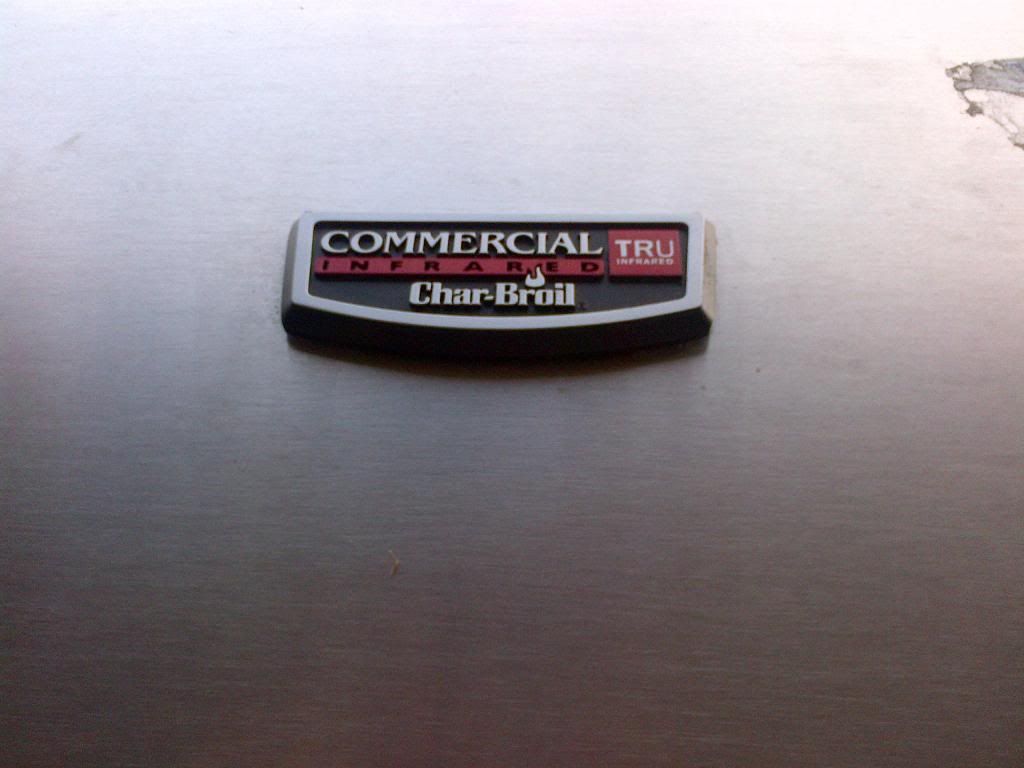 COMMERCIAL
INFRARED
TRU
INFRARED
Char-Broil